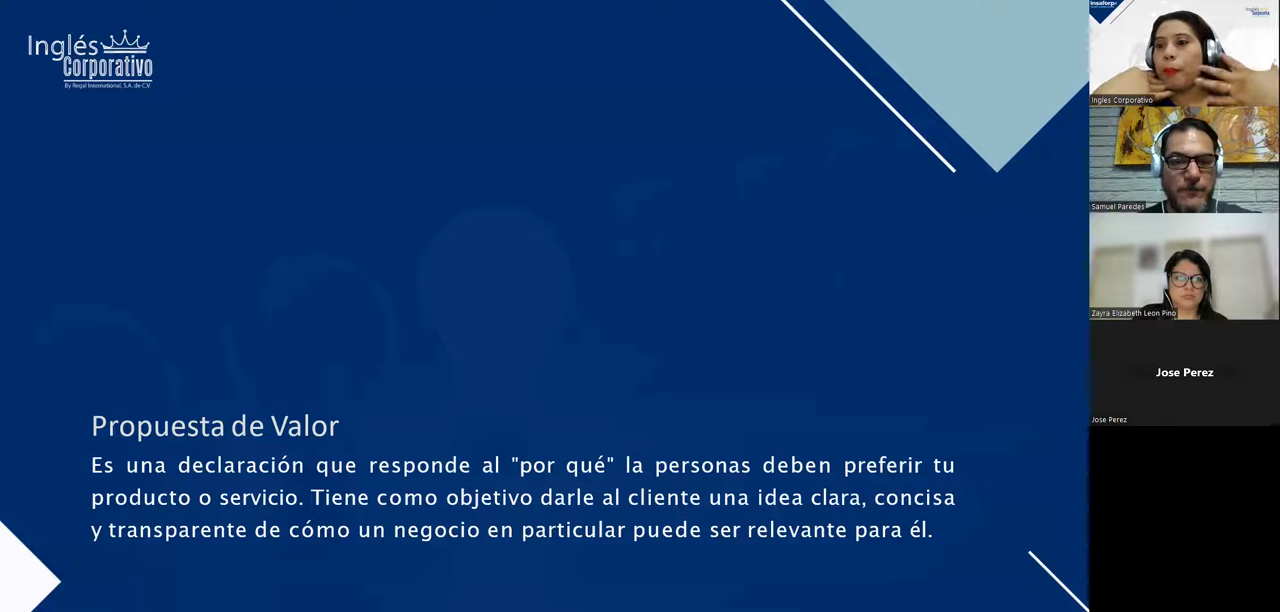 Inglés
Corporativo
By Regal International, S.A. de C.V.
Propuesta de Valor
Es una declaración que responde al "por qué" la personas deben preferir tu
producto o servicio. Tiene como objetivo darle al cliente una idea clara, concisa
y transparente de cómo un negocio en particular puede ser relevante para él.
Insaforp
Ingles Corporativo
Samuel Paredes
Zayra Elizabeth Leon Pino
Jose Perez
Jose Perez